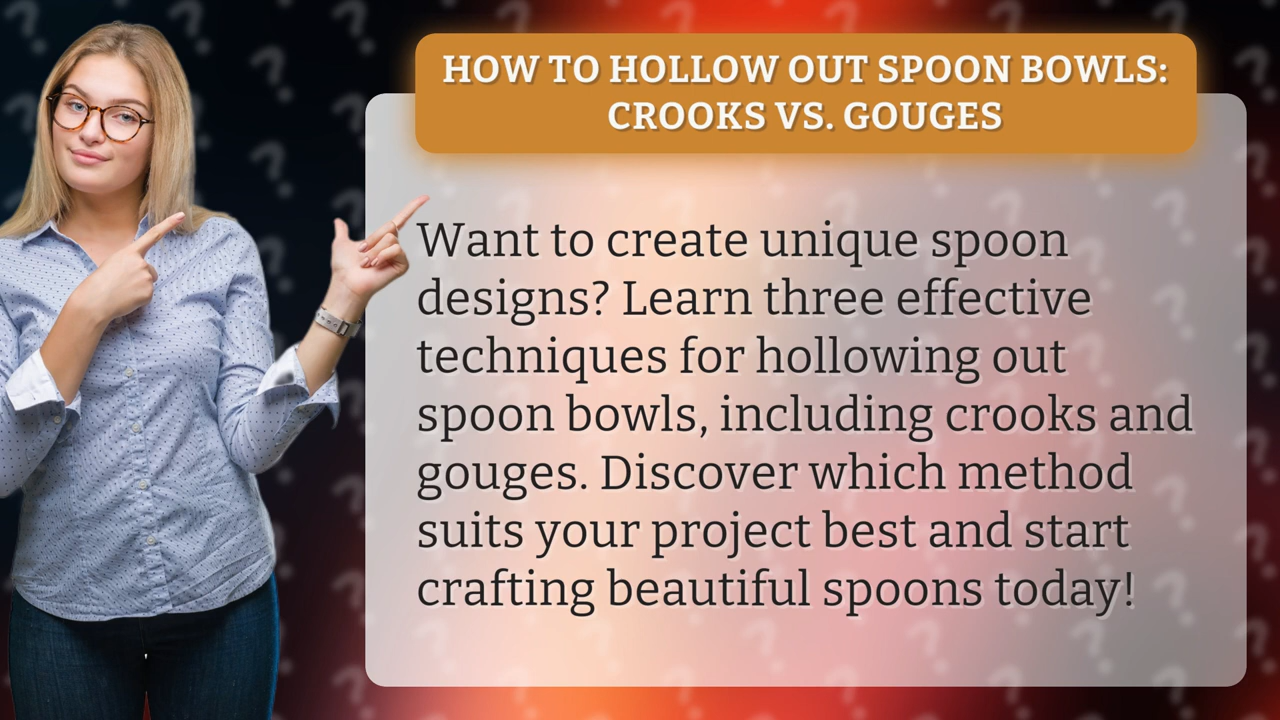 HOW TO HOLLOW OUT SPOON BOWLS:
CROOKS VS. GOUGES
Want to create unique spoon
designs? Learn three effective
techniques for hollowing out
spoon bowls, including crooks and
gouges. Discover which method
suits your project best and start
crafting beautiful spoons today!